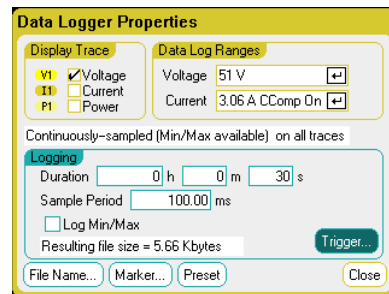 Data Logger Properties
Display Trace
V1 Voltage
I1 Current
P1 Power
Data Log Ranges
Voltage 51 V
Current 3.06 A CComp On
Continuously-sampled (Min/Max available) on all traces
Logging
Duration 0 h 0 m 30 s
Sample Period 100.00 ms
Log Min/Max
Resulting file size = 5.66 Kbytes
Trigger...
File Name... Marker... Preset Close